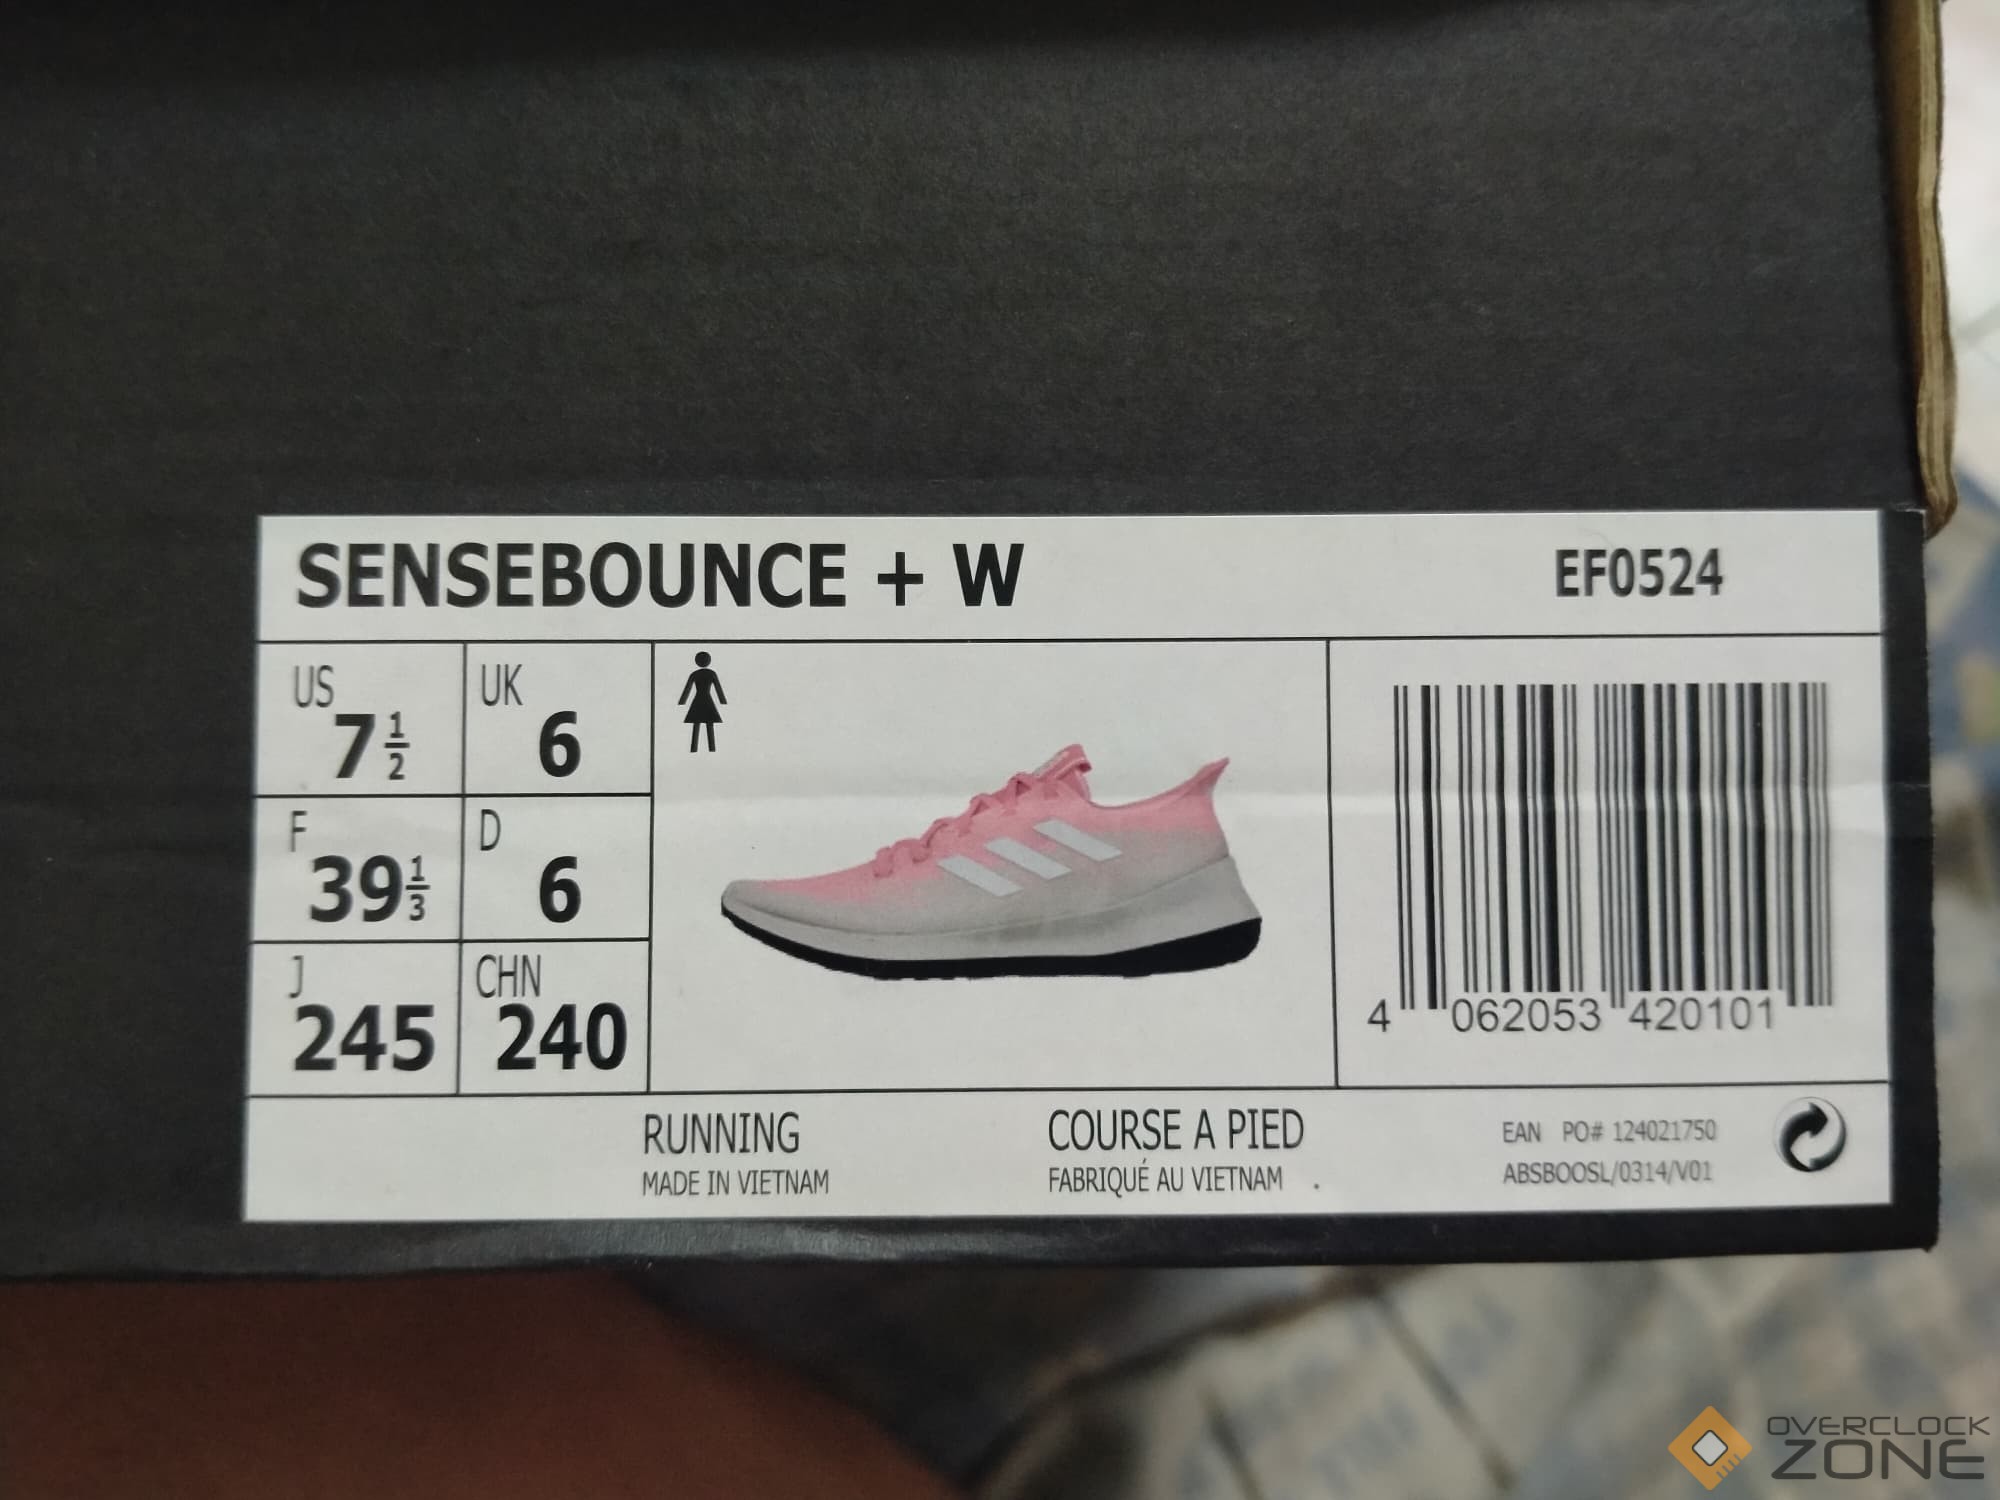 SENSEBOUNCE + W EF0524
US 7 1/2 UK 6
F 39 1/3 D 6
J 245 CHN 240
4 062053 420101
RUNNING COURSE A PIED
MADE IN VIETNAM FABRIQUÉ AU VIETNAM .
EAN PO# 124021750
ABSBOOSL/0314/V01
OVERCLOCK
ZONE